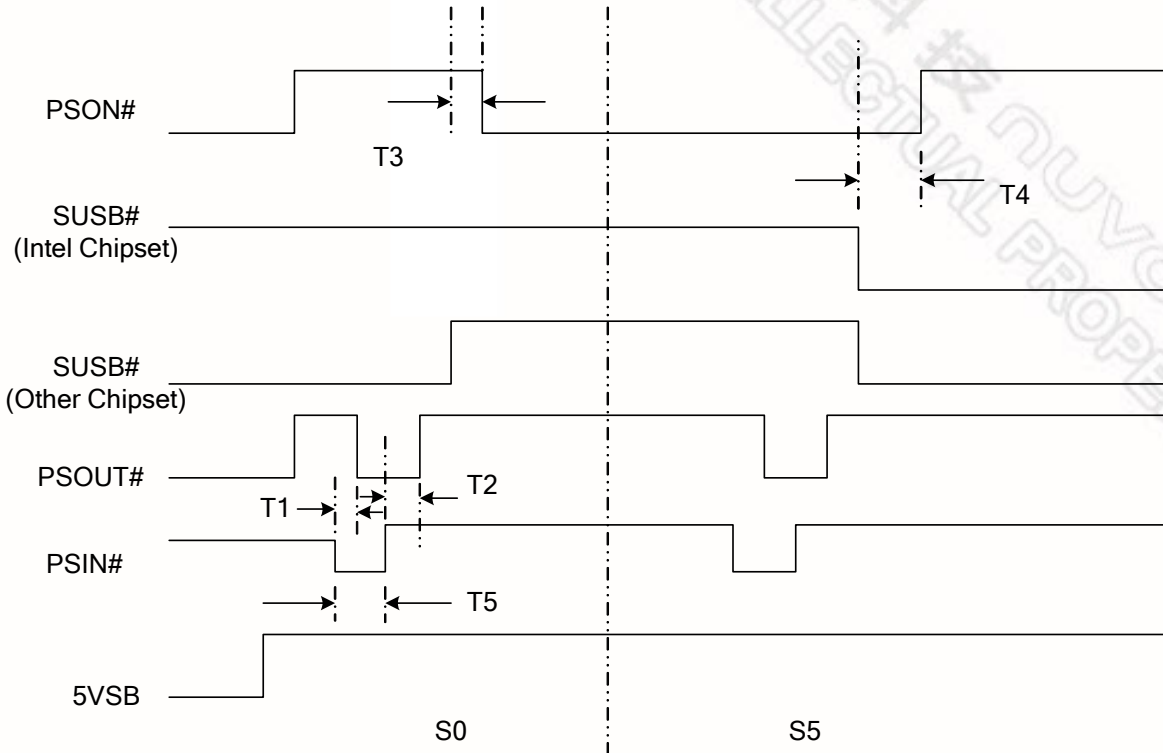 PSON#
T3
T4
SUSB#
(Intel Chipset)
SUSB#
(Other Chipset)
PSOUT#
T1
T2
PSIN#
T5
5VSB
S0
S5